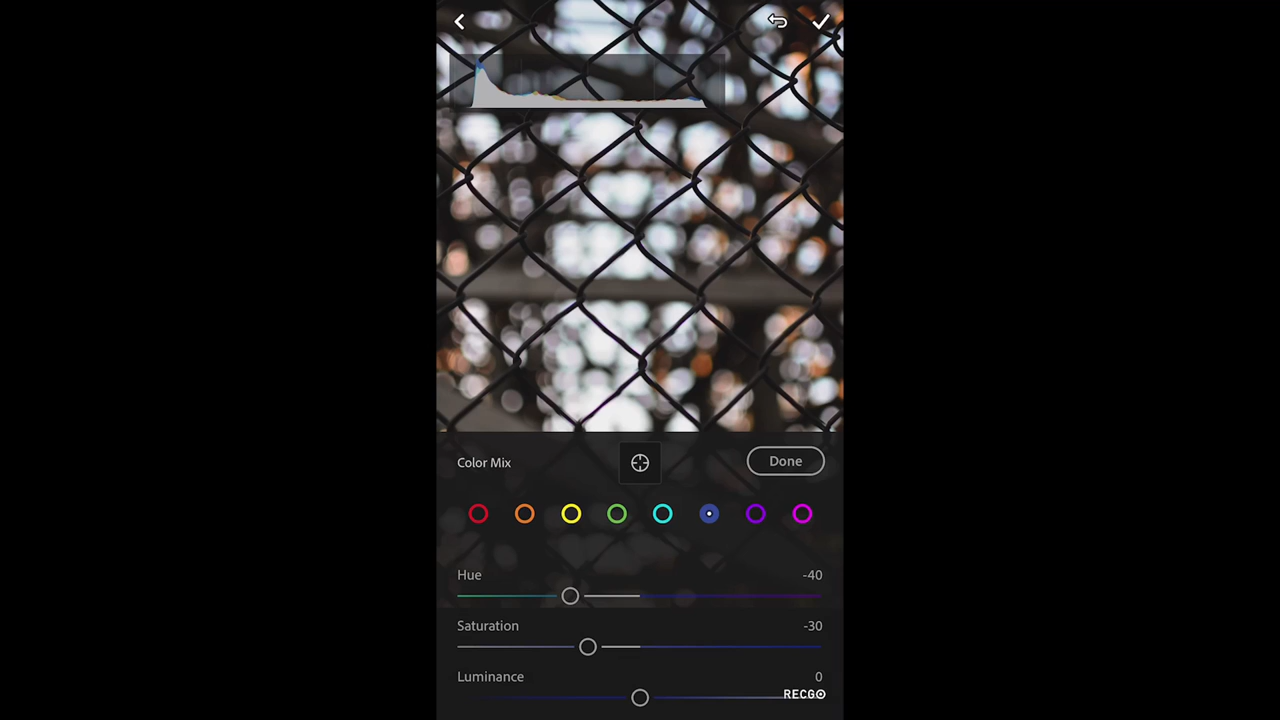 Color Mix
Done
Hue -40
Saturation -30
Luminance 0
RECGO